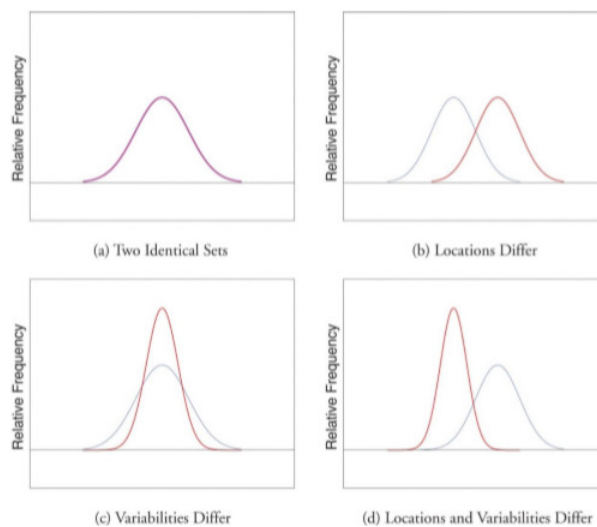 Relative Frequency
Relative Frequency
(a) Two Identical Sets
(b) Locations Differ
Relative Frequency
Relative Frequency
(c) Variabilities Differ
(d) Locations and Variabilities Differ